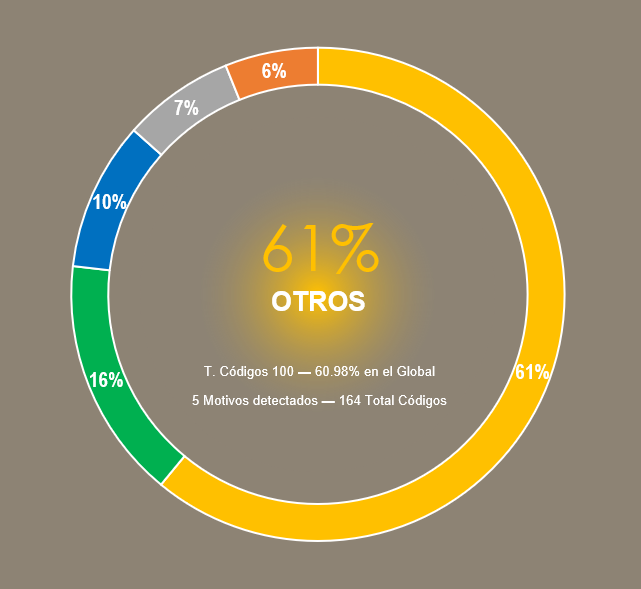 6%
7%
10%
61%
OTROS
T. Códigos 100 — 60.98% en el Global
16%
61%
5 Motivos detectados — 164 Total Códigos